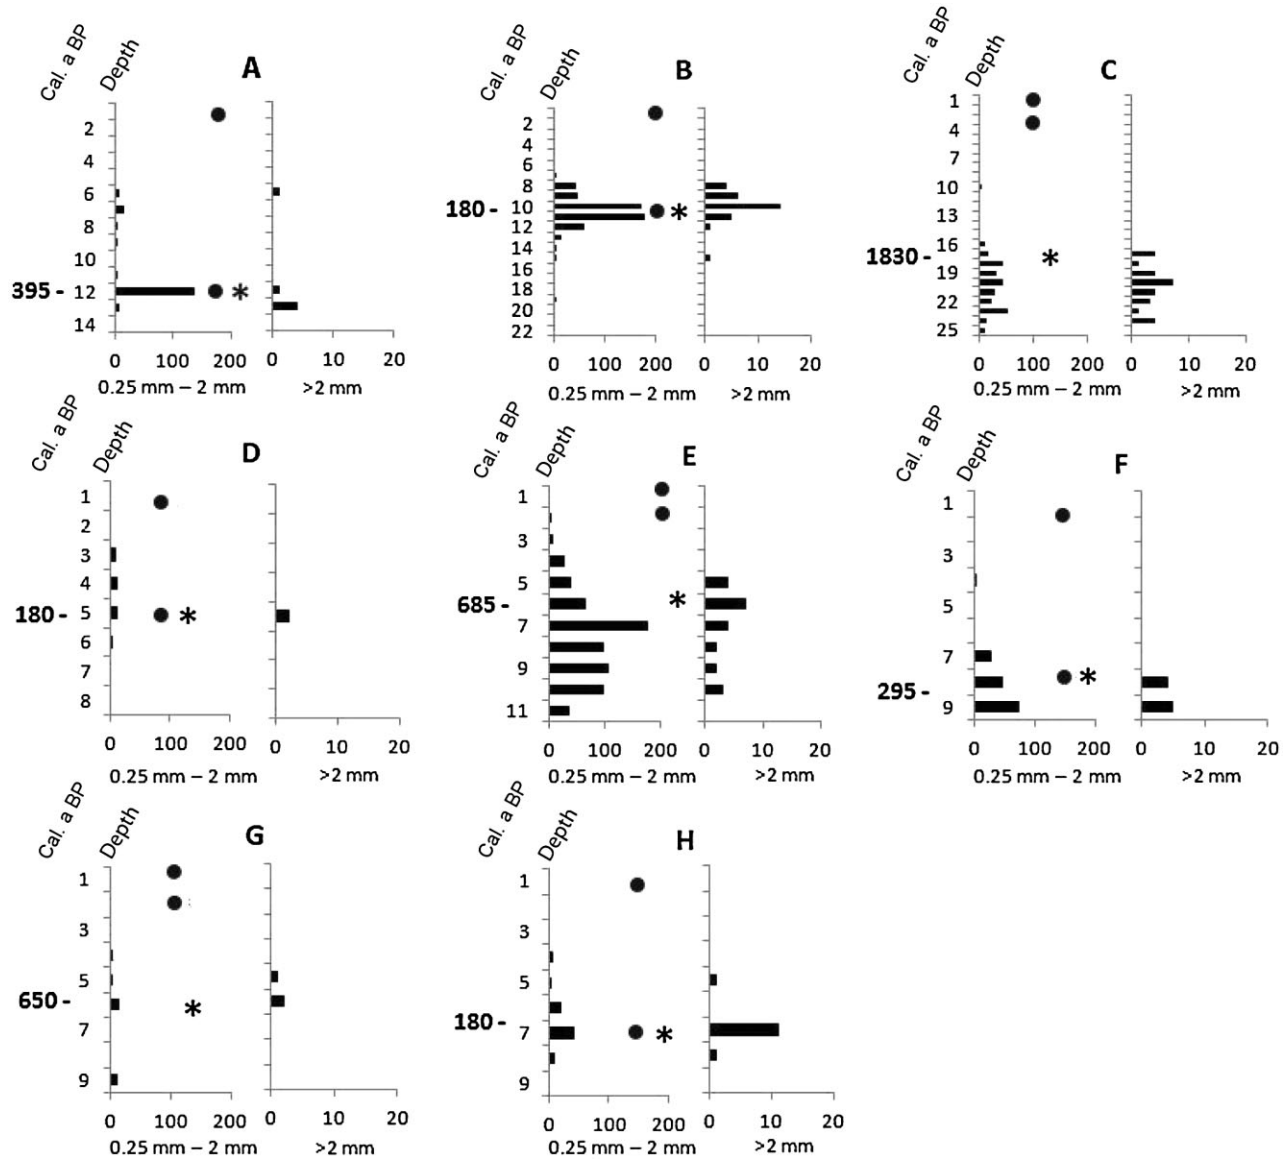 Cal. a BP Depth A
2
4
6
8
10
395 - 12 *
14
0 100 200 0 10 20
0.25 mm – 2 mm >2 mm
Cal. a BP Depth B
2
4
6
8
180 - 10 *
12
14
16
18
20
22
0 100 200 0 10 20
0.25 mm – 2 mm >2 mm
Cal. a BP Depth C
1
4
7
10
13
16
1830 - *
19
22
25
0 100 200 0 10 20
0.25 mm – 2 mm >2 mm
Cal. a BP Depth D
1
2
3
4
180 - 5 *
6
7
8
0 100 200 0 10 20
0.25 mm – 2 mm >2 mm
Cal. a BP Depth E
1
3
5
685 - *
7
9
11
0 100 200 0 10 20
0.25 mm – 2 mm >2 mm
Cal. a BP Depth F
1
3
5
7
295 - *
9
0 100 200 0 10 20
0.25 mm – 2 mm >2 mm
Cal. a BP Depth G
1
3
5
650 - *
7
9
0 100 200 0 10 20
0.25 mm – 2 mm >2 mm
Cal. a BP Depth H
1
3
5
180 - 7 *
9
0 100 200 0 10 20
0.25 mm – 2 mm >2 mm